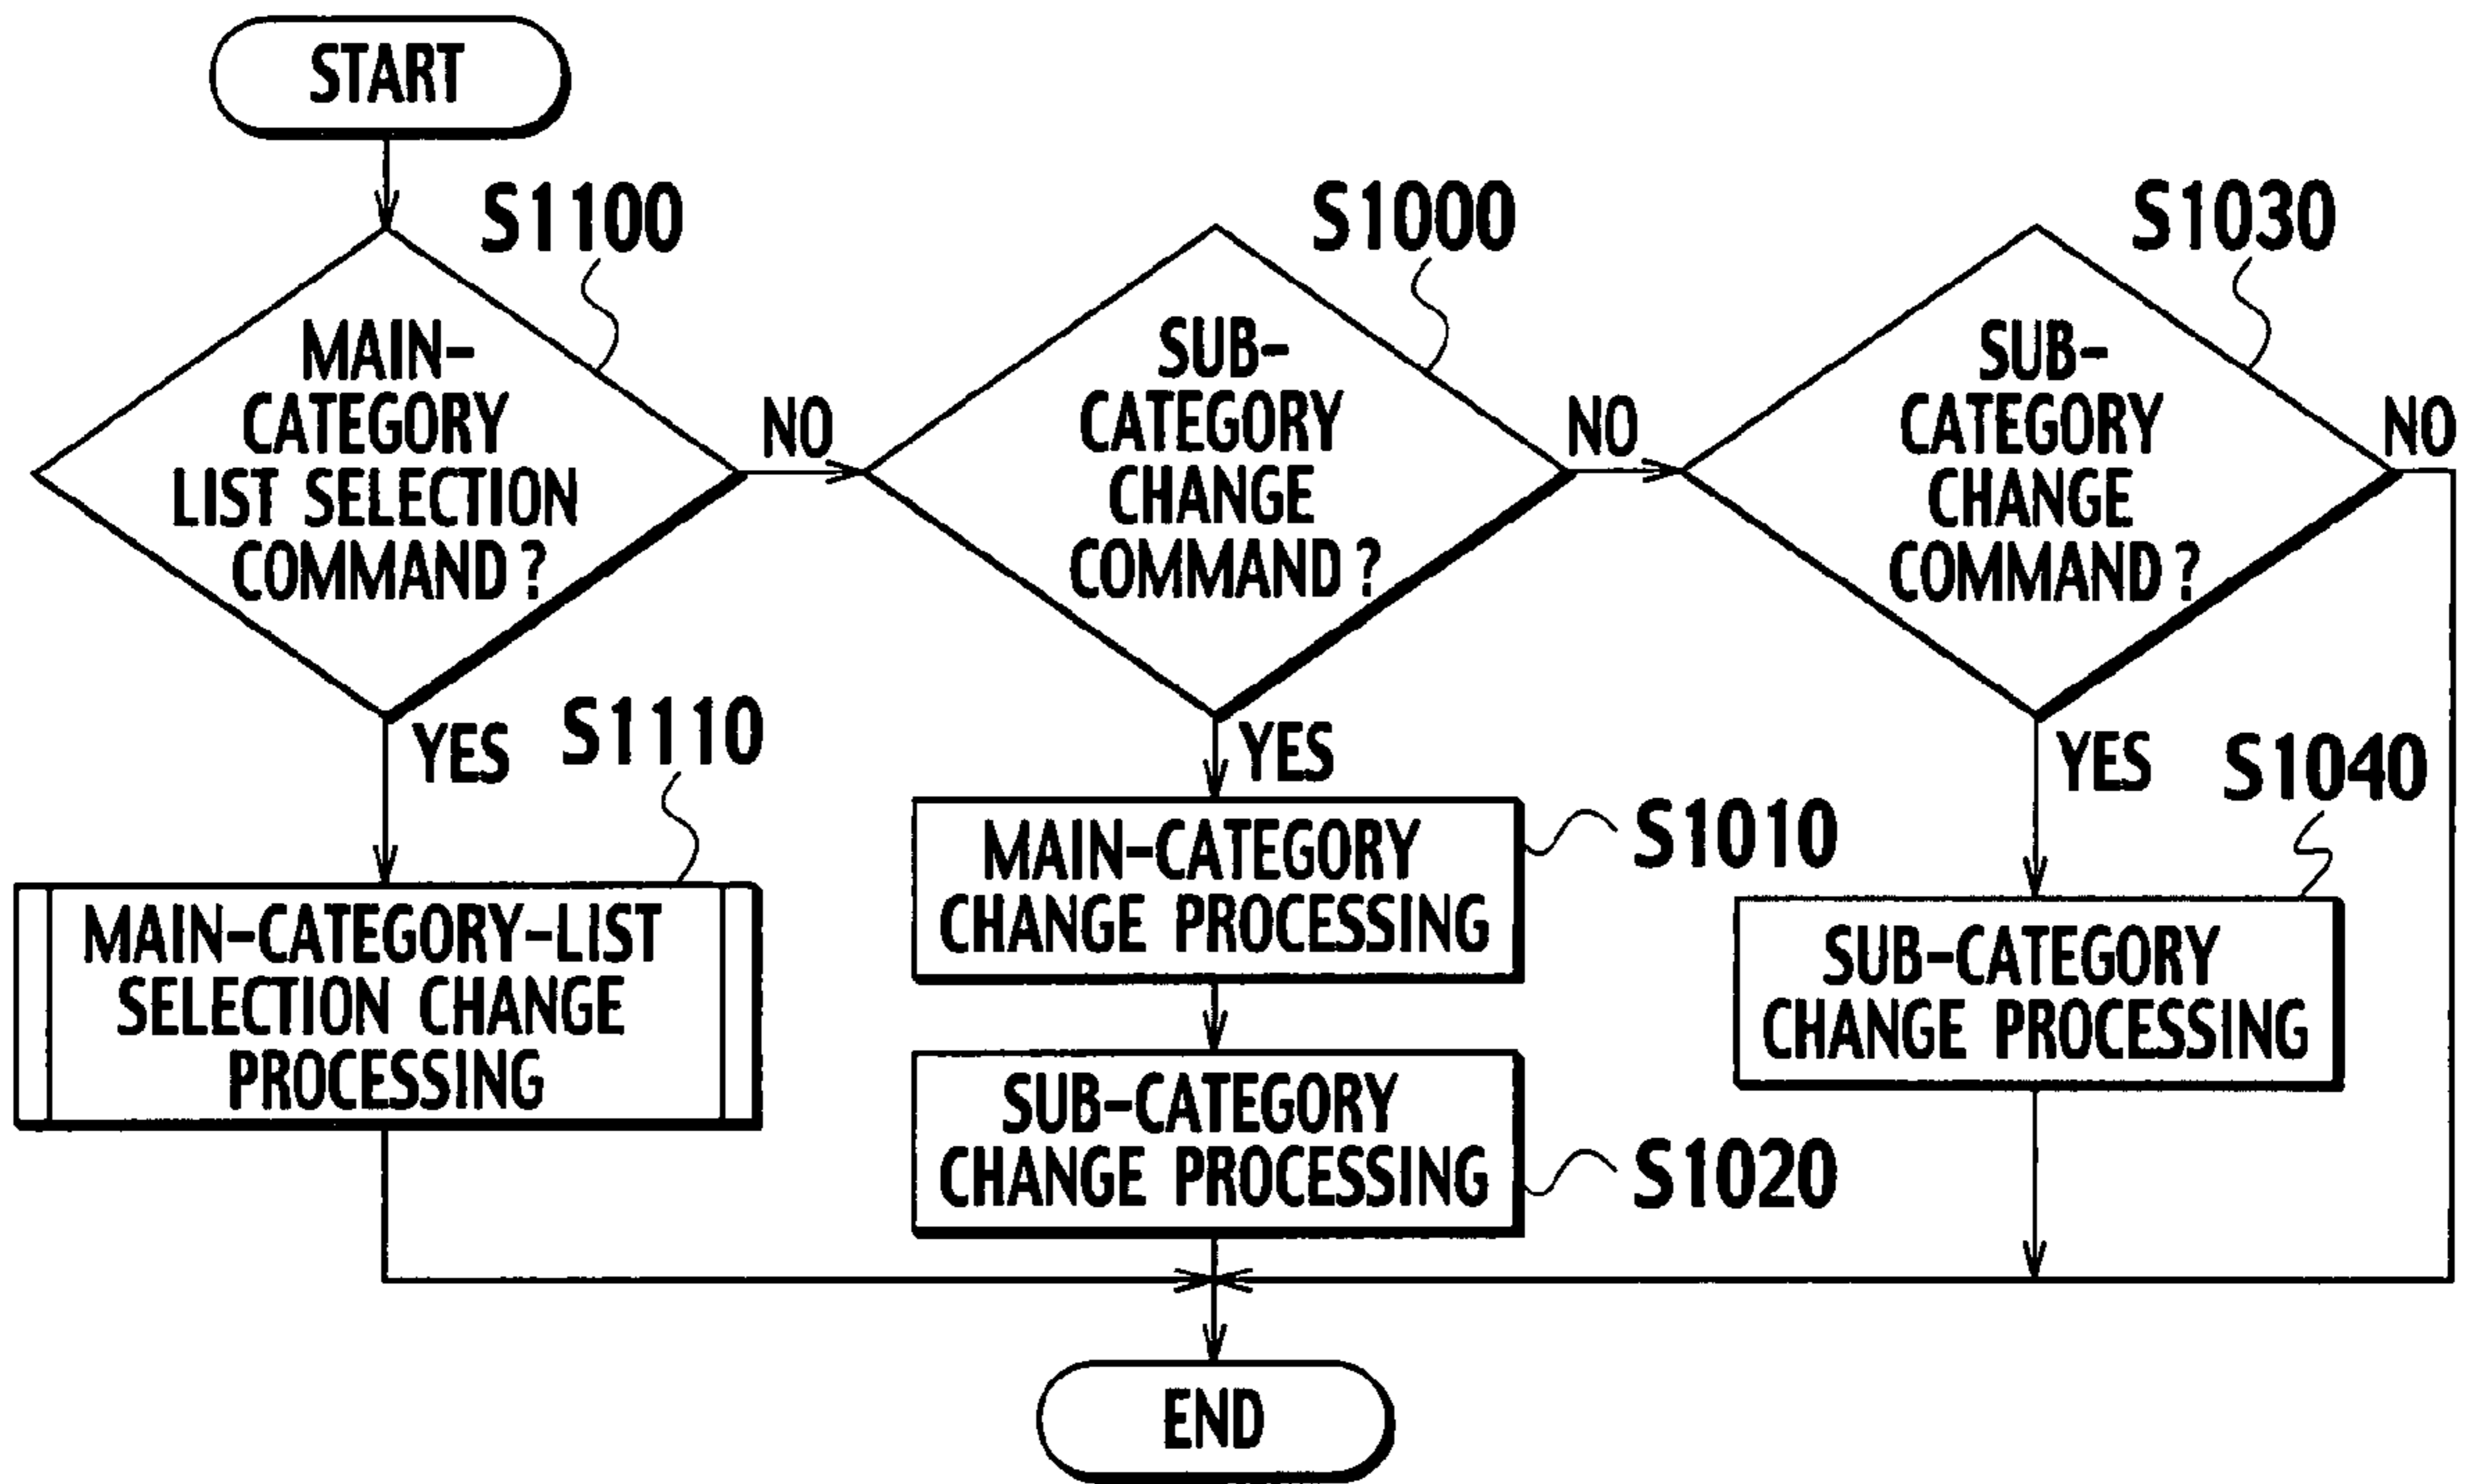 START
S1100
MAIN-
CATEGORY
LIST SELECTION
COMMAND?
NO
YES
S1000
SUB-
CATEGORY
CHANGE
COMMAND?
NO
YES
S1030
SUB-
CATEGORY
CHANGE
COMMAND?
NO
YES
S1110
MAIN-CATEGORY-LIST
SELECTION CHANGE
PROCESSING
S1010
MAIN-CATEGORY
CHANGE PROCESSING
S1020
SUB-CATEGORY
CHANGE PROCESSING
S1040
SUB-CATEGORY
CHANGE PROCESSING
END